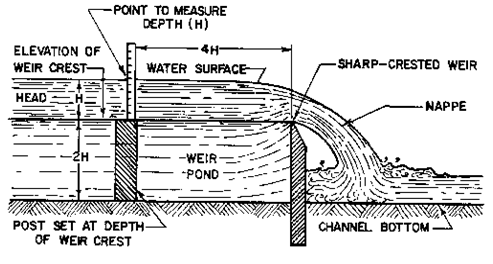 POINT TO MEASURE
DEPTH (H)
ELEVATION OF
WEIR CREST
4H
WATER SURFACE
SHARP-CRESTED WEIR
HEAD
H
NAPPE
2H
WEIR
POND
POST SET AT DEPTH
OF WEIR CREST
CHANNEL BOTTOM